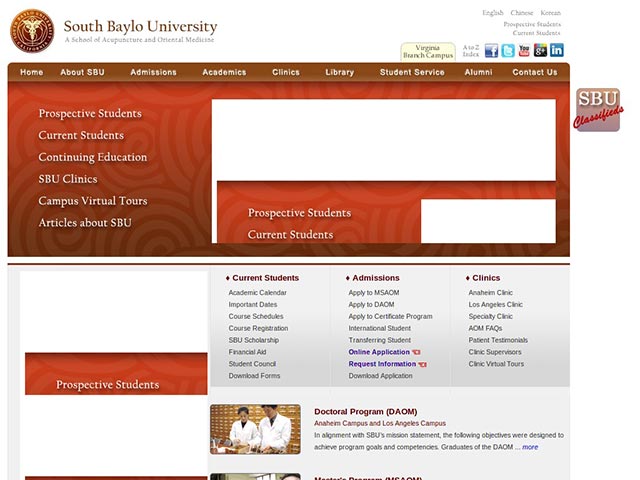 English Chinese Korean
South Baylo University
A School of Acupuncture and Oriental Medicine
Prospective Students
Current Students
Virginia
Branch Campus
A to Z
Index
Home About SBU Admissions Academics Clinics Library Student Service Alumni Contact Us
SBU
Classifieds
Prospective Students
Current Students
Continuing Education
SBU Clinics
Campus Virtual Tours
Articles about SBU
Prospective Students
Current Students
Prospective Students
♦ Current Students
Academic Calendar
Important Dates
Course Schedules
Course Registration
SBU Scholarship
Financial Aid
Student Council
Download Forms
♦ Admissions
Apply to MSAOM
Apply to DAOM
Apply to Certificate Program
International Student
Transferring Student
Online Application
Request Information
Download Application
♦ Clinics
Anaheim Clinic
Los Angeles Clinic
Specialty Clinic
AOM FAQs
Patient Testimonials
Clinic Supervisors
Clinic Virtual Tours
Doctoral Program (DAOM)
Anaheim Campus and Los Angeles Campus
In alignment with SBU's mission statement, the following objectives were designed to
achieve program goals and competencies. Graduates of the DAOM ... more
Master's Program (MSAOM)